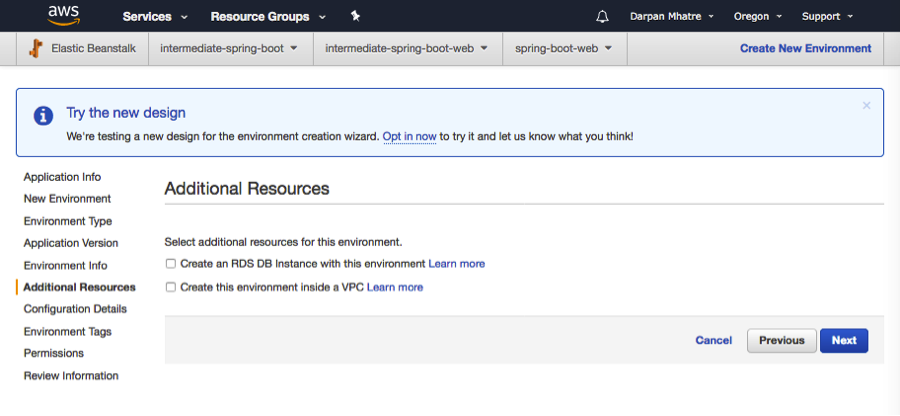 aws Services Resource Groups Darpan Mhatre Oregon Support
Elastic Beanstalk intermediate-spring-boot intermediate-spring-boot-web spring-boot-web Create New Environment
Try the new design
We're testing a new design for the environment creation wizard. Opt in now to try it and let us know what you think!
Application Info
New Environment
Environment Type
Application Version
Environment Info
Additional Resources
Configuration Details
Environment Tags
Permissions
Review Information
Additional Resources
Select additional resources for this environment.
Create an RDS DB Instance with this environment Learn more
Create this environment inside a VPC Learn more
Cancel Previous Next